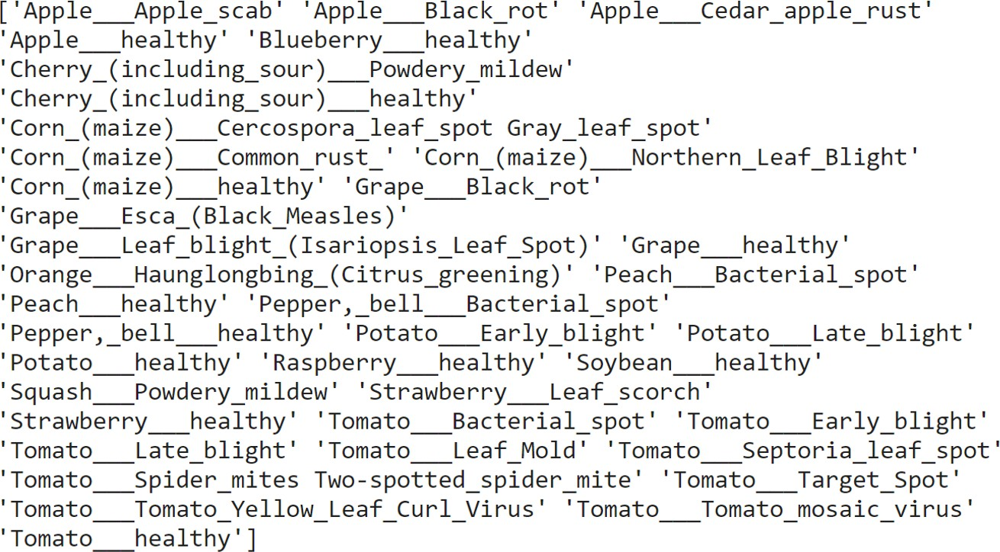 ['Apple___Apple_scab' 'Apple___Black_rot' 'Apple___Cedar_apple_rust'
'Apple___healthy' 'Blueberry___healthy'
'Cherry_(including_sour)___Powdery_mildew'
'Cherry_(including_sour)___healthy'
'Corn_(maize)___Cercospora_leaf_spot Gray_leaf_spot'
'Corn_(maize)___Common_rust_' 'Corn_(maize)___Northern_Leaf_Blight'
'Corn_(maize)___healthy' 'Grape___Black_rot'
'Grape___Esca_(Black_Measles)'
'Grape___Leaf_blight_(Isariopsis_Leaf_Spot)' 'Grape___healthy'
'Orange___Haunglongbing_(Citrus_greening)' 'Peach___Bacterial_spot'
'Peach___healthy' 'Pepper,_bell___Bacterial_spot'
'Pepper,_bell___healthy' 'Potato___Early_blight' 'Potato___Late_blight'
'Potato___healthy' 'Raspberry___healthy' 'Soybean___healthy'
'Squash___Powdery_mildew' 'Strawberry___Leaf_scorch'
'Strawberry___healthy' 'Tomato___Bacterial_spot' 'Tomato___Early_blight'
'Tomato___Late_blight' 'Tomato___Leaf_Mold' 'Tomato___Septoria_leaf_spot'
'Tomato___Spider_mites Two-spotted_spider_mite' 'Tomato___Target_Spot'
'Tomato___Tomato_Yellow_Leaf_Curl_Virus' 'Tomato___Tomato_mosaic_virus'
'Tomato___healthy']